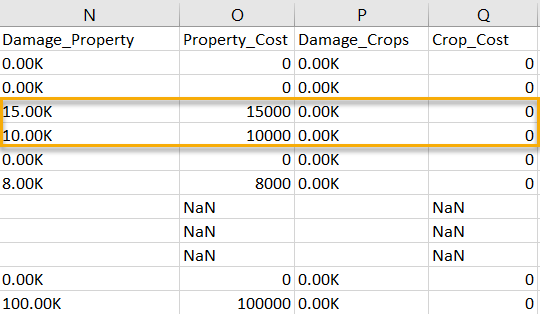 N O P Q
Damage_Property Property_Cost Damage_Crops Crop_Cost
0.00K 0 0.00K 0
0.00K 0 0.00K 0
15.00K 15000 0.00K 0
10.00K 10000 0.00K 0
0.00K 0 0.00K 0
8.00K 8000 0.00K 0
NaN NaN
NaN NaN
NaN NaN
0.00K 0 0.00K 0
100.00K 100000 0.00K 0